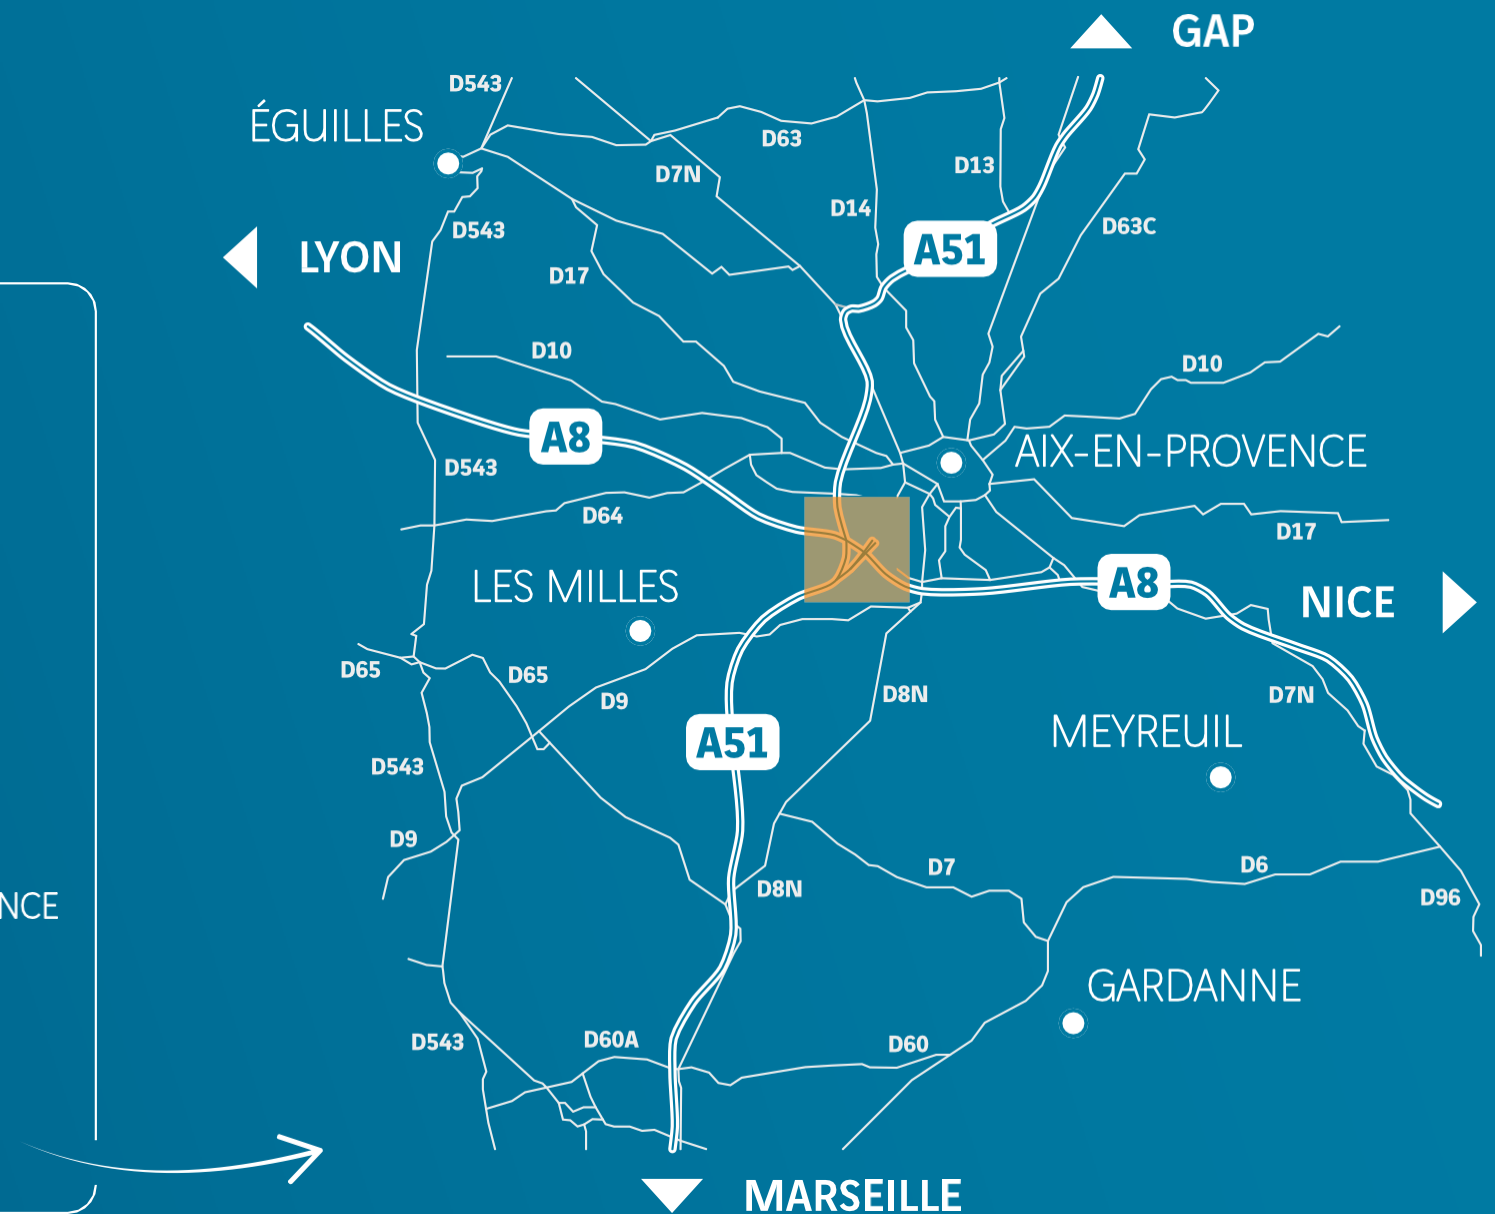 GAP
D543
ÉGUILLES
D63
D7N
D13
D14
D543
D63C
A51
LYON
D17
D10
D10
A8
AIX-EN-PROVENCE
D543
D64
D17
LES MILLES
A8
NICE
D65
D65
D9
D8N
D7N
A51
MEYREUIL
D543
D9
D7
D6
D8N
D96
NCE
GARDANNE
D543
D60A
D60
MARSEILLE